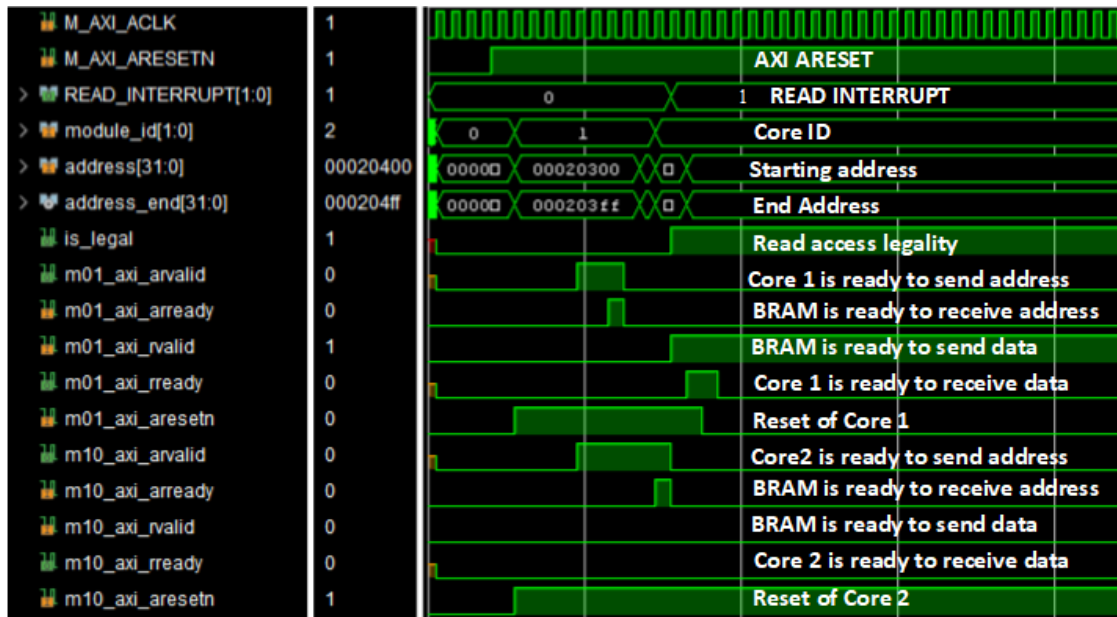 M_AXI_ACLK 1
M_AXI_ARESETN 1 AXI ARESET
READ_INTERRUPT[1:0] 1 0 1 READ INTERRUPT
module_id[1:0] 2 0 1 Core ID
address[31:0] 00020400 0000 00020300 Starting address
address_end[31:0] 000204ff 0000 000203ff End Address
is_legal 1 Read access legality
m01_axi_arvalid 0 Core 1 is ready to send address
m01_axi_arready 0 BRAM is ready to receive address
m01_axi_rvalid 1 BRAM is ready to send data
m01_axi_rready 0 Core 1 is ready to receive data
m01_axi_aresetn 0 Reset of Core 1
m10_axi_arvalid 0 Core2 is ready to send address
m10_axi_arready 0 BRAM is ready to receive address
m10_axi_rvalid 0 BRAM is ready to send data
m10_axi_rready 0 Core 2 is ready to receive data
m10_axi_aresetn 1 Reset of Core 2